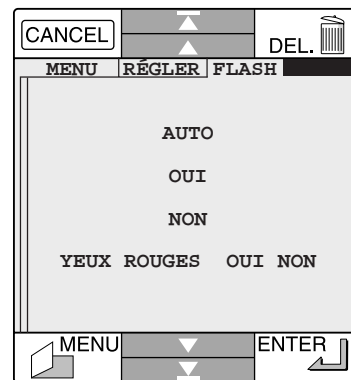 CANCEL DEL.
MENU RÉGLER FLASH
AUTO
OUI
NON
YEUX ROUGES OUI NON
MENU ENTER